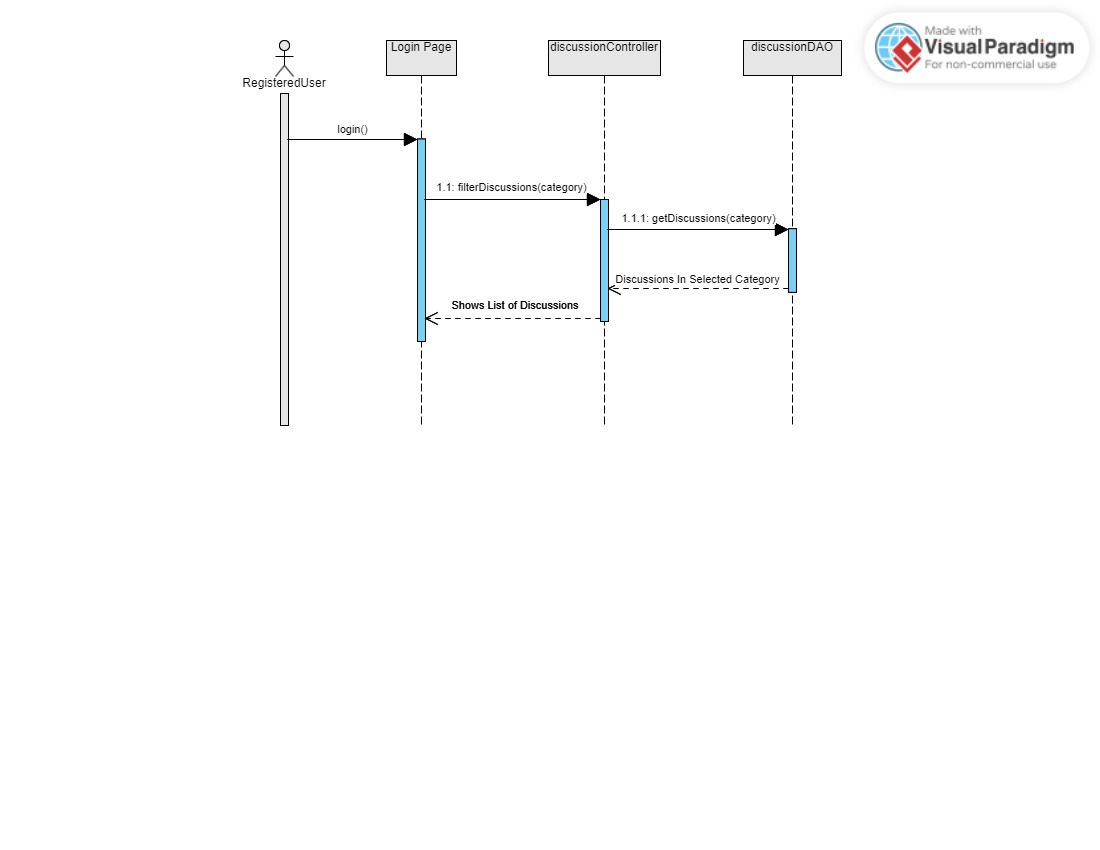 Made with
Visual Paradigm
For non-commercial use
RegisteredUser
Login Page
discussionController
discussionDAO
login()
1.1: filterDiscussions(category)
1.1.1: getDiscussions(category)
Discussions In Selected Category
Shows List of Discussions